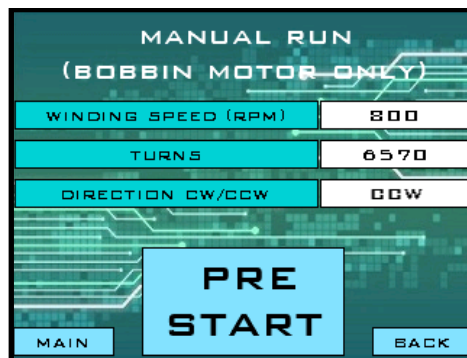 MANUAL RUN
(BOBBIN MOTOR ONLY)
WINDING SPEED (RPM) 800
TURNS 6570
DIRECTION CW/CCW CCW
PRE
START
MAIN BACK